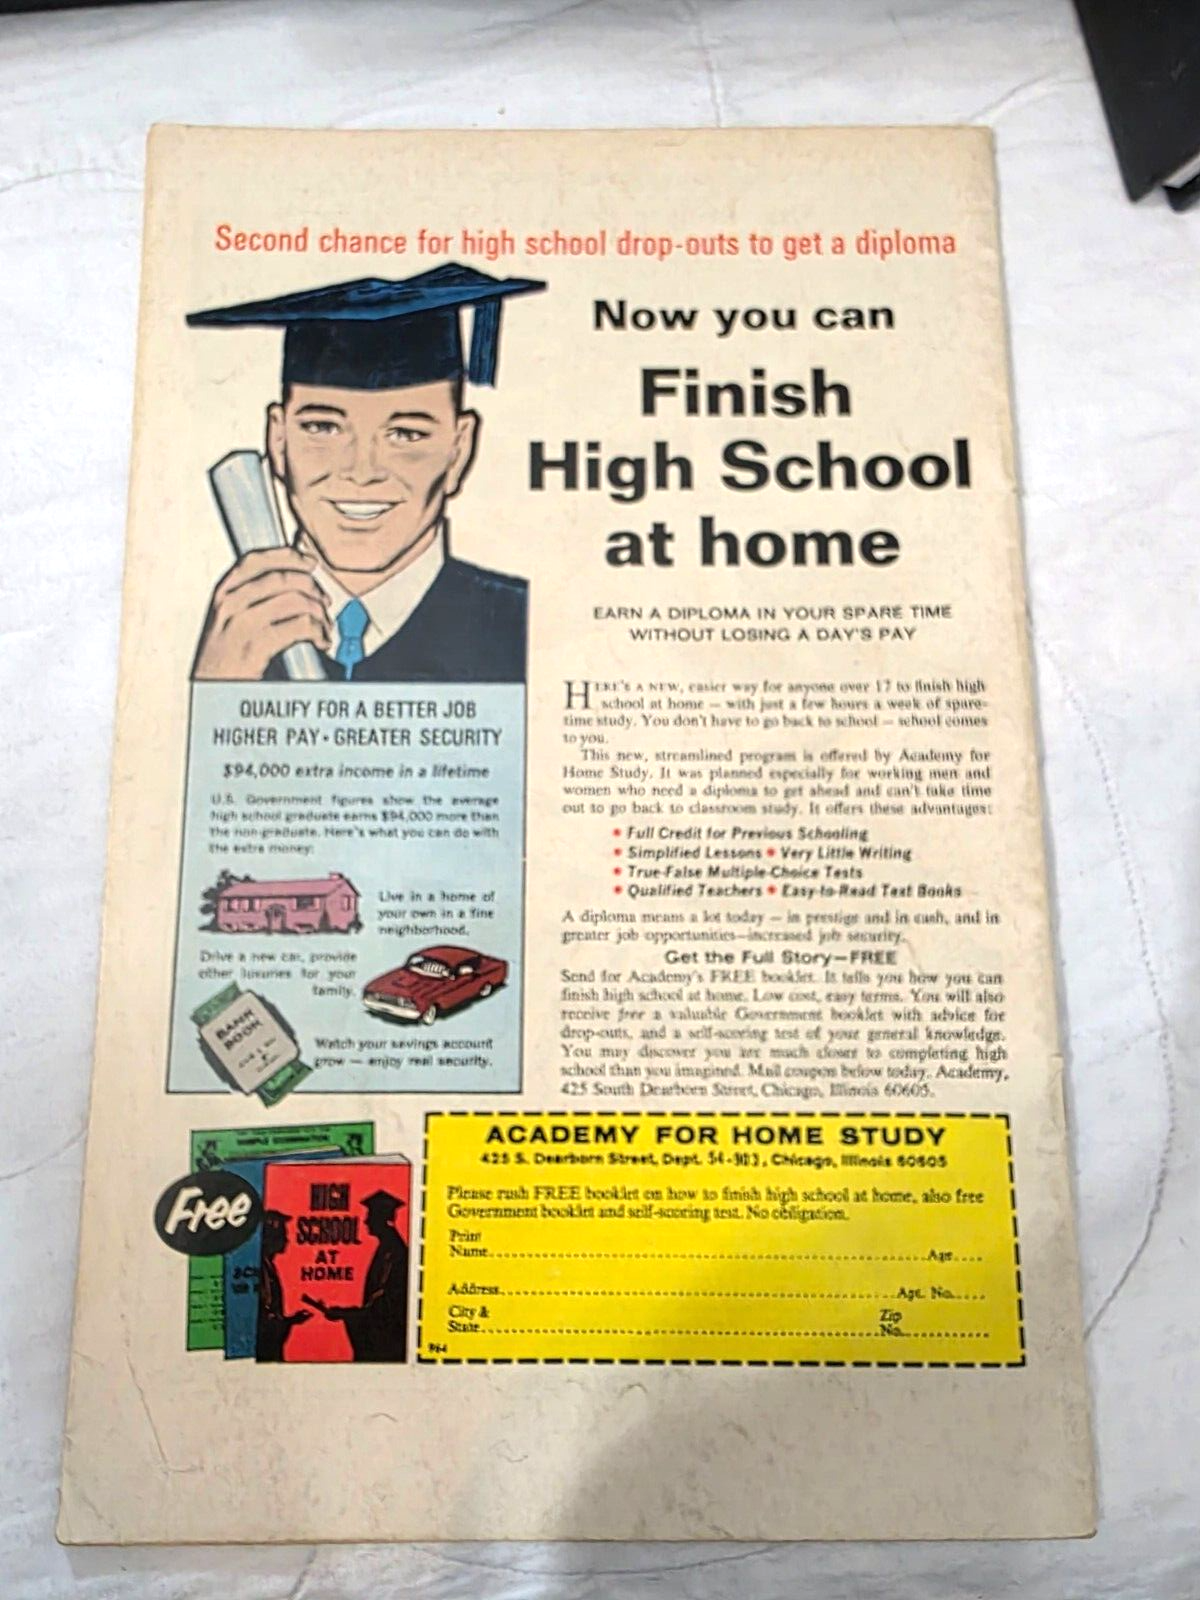 Second chance for high school drop-outs to get a diploma
Now you can
Finish
High School
at home
EARN A DIPLOMA IN YOUR SPARE TIME
WITHOUT LOSING A DAY'S PAY
QUALIFY FOR A BETTER JOB
HIGHER PAY • GREATER SECURITY
$94,000 extra income in a lifetime
U.S. Government figures show the average
high school graduate earns $94,000 more than
the non-graduate. Here's what you can do with
the extra money:
Live in a home of
your own in a fine
neighborhood.
Drive a new car, provide
other luxuries for your
family.
BANK
BOOK
Watch your savings account
grow — enjoy real security.
HERE'S A NEW, easier way for anyone over 17 to finish high
school at home — with just a few hours a week of spare-
time study. You don't have to go back to school — school comes
to you.
This new, streamlined program is offered by Academy for
Home Study. It was planned especially for working men and
women who need a diploma to get ahead and can't take time
out to go back to classroom study. It offers these advantages:
• Full Credit for Previous Schooling
• Simplified Lessons • Very Little Writing
• True-False Multiple-Choice Tests
• Qualified Teachers • Easy-to-Read Text Books
A diploma means a lot today — in prestige and in cash, and in
greater job opportunities—increased job security.
Get the Full Story—FREE
Send for Academy's FREE booklet. It tells you how you can
finish high school at home. Low cost, easy terms. You will also
receive free a valuable Government booklet with advice for
drop-outs, and a self-scoring test of your general knowledge.
You may discover you are much closer to completing high
school than you imagined. Mail coupon below today. Academy,
425 South Dearborn Street, Chicago, Illinois 60605.
SAMPLE EXAMINATION
Free
HIGH
SCHOOL
AT
HOME
ACADEMY FOR HOME STUDY
425 S. Dearborn Street, Dept. Chicago, Illinois 60605
Please rush FREE booklet on how to finish high school at home, also free
Government booklet and self-scoring test. No obligation.
Print
Name Age
Address Apt. No.
City & Zip
State No.
964